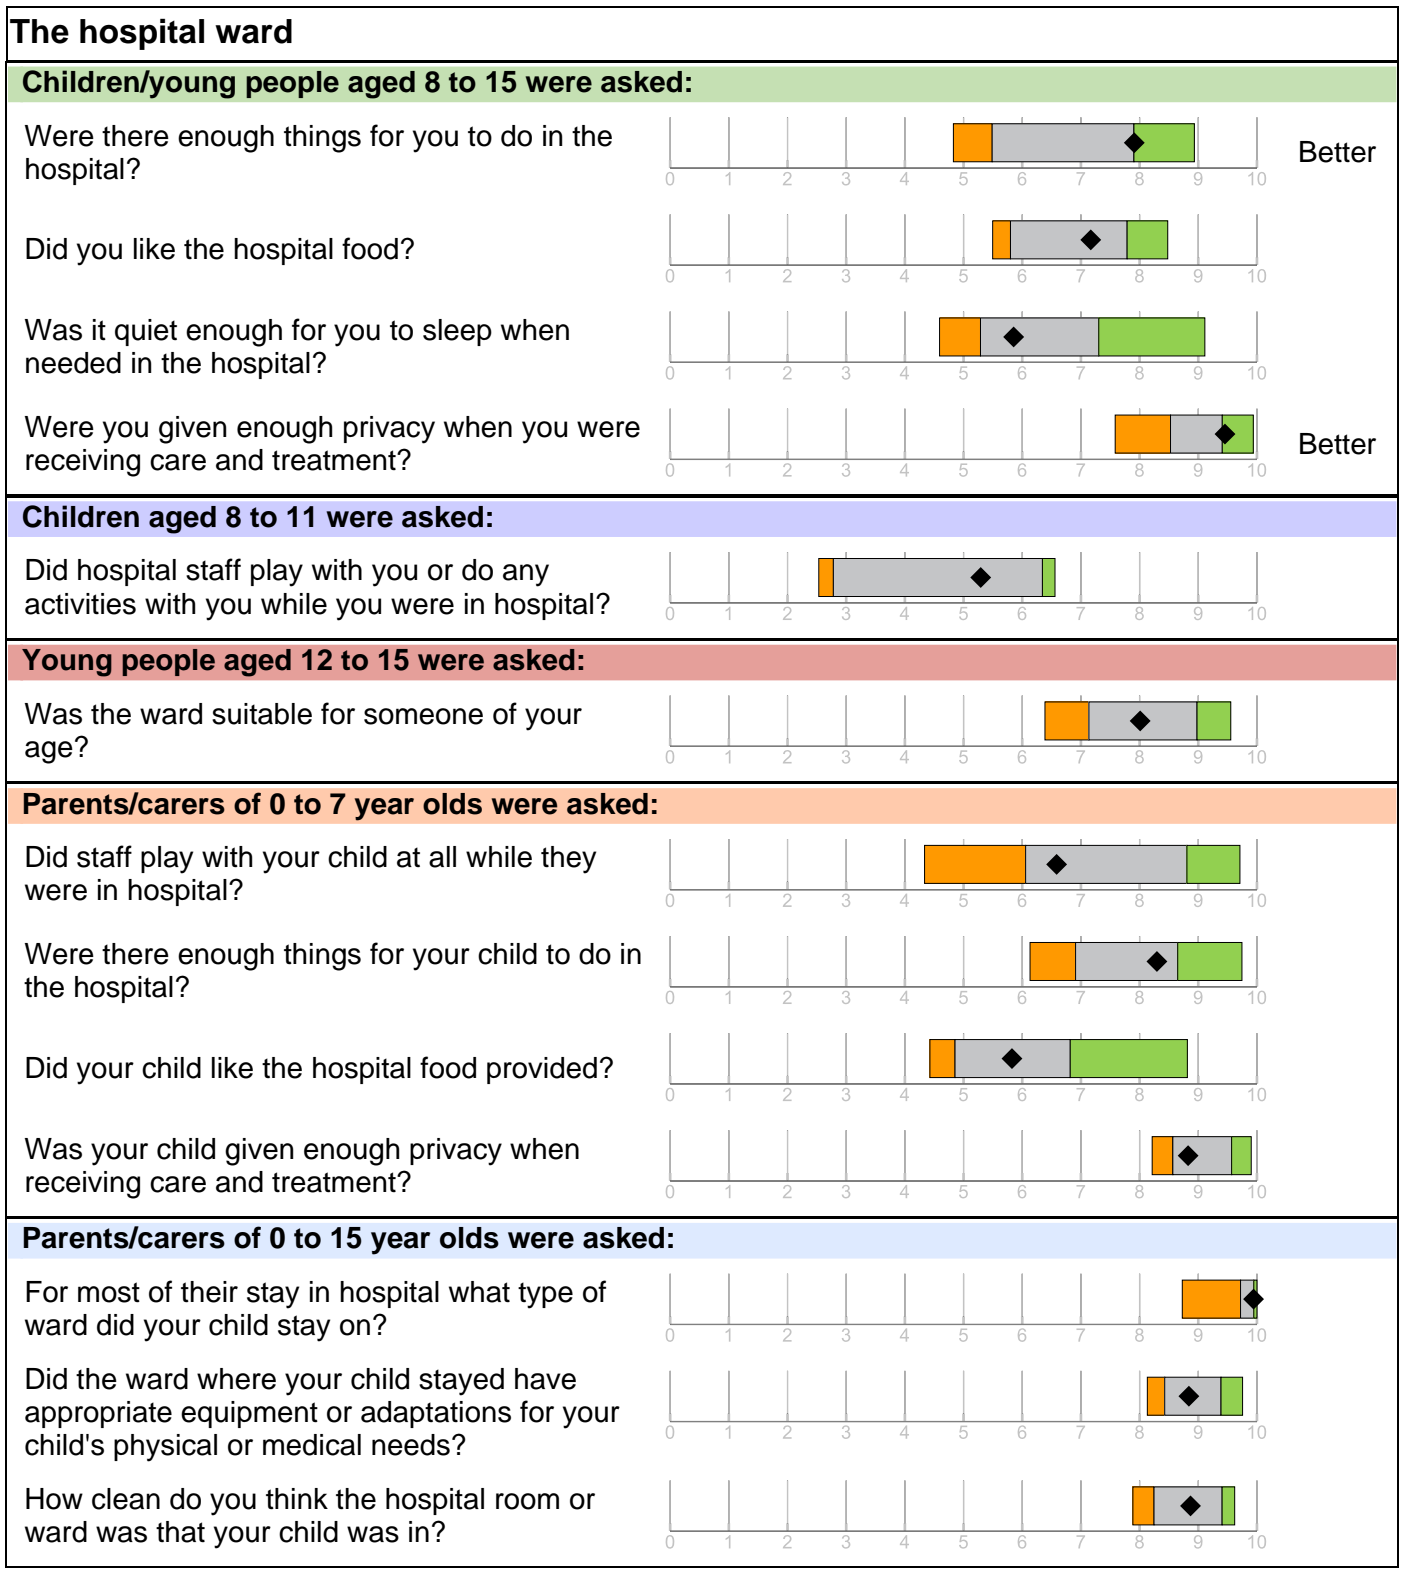 The hospital ward
Children/young people aged 8 to 15 were asked:
Were there enough things for you to do in the
hospital?
0 1 2 3 4 5 6 7 8 9 10
Better
Did you like the hospital food?
0 1 2 3 4 5 6 7 8 9 10
Was it quiet enough for you to sleep when
needed in the hospital?
0 1 2 3 4 5 6 7 8 9 10
Were you given enough privacy when you were
receiving care and treatment?
0 1 2 3 4 5 6 7 8 9 10
Better
Children aged 8 to 11 were asked:
Did hospital staff play with you or do any
activities with you while you were in hospital?
0 1 2 3 4 5 6 7 8 9 10
Young people aged 12 to 15 were asked:
Was the ward suitable for someone of your
age?
0 1 2 3 4 5 6 7 8 9 10
Parents/carers of 0 to 7 year olds were asked:
Did staff play with your child at all while they
were in hospital?
0 1 2 3 4 5 6 7 8 9 10
Were there enough things for your child to do in
the hospital?
0 1 2 3 4 5 6 7 8 9 10
Did your child like the hospital food provided?
0 1 2 3 4 5 6 7 8 9 10
Was your child given enough privacy when
receiving care and treatment?
0 1 2 3 4 5 6 7 8 9 10
Parents/carers of 0 to 15 year olds were asked:
For most of their stay in hospital what type of
ward did your child stay on?
0 1 2 3 4 5 6 7 8 9 10
Did the ward where your child stayed have
appropriate equipment or adaptations for your
child's physical or medical needs?
0 1 2 3 4 5 6 7 8 9 10
How clean do you think the hospital room or
ward was that your child was in?
0 1 2 3 4 5 6 7 8 9 10